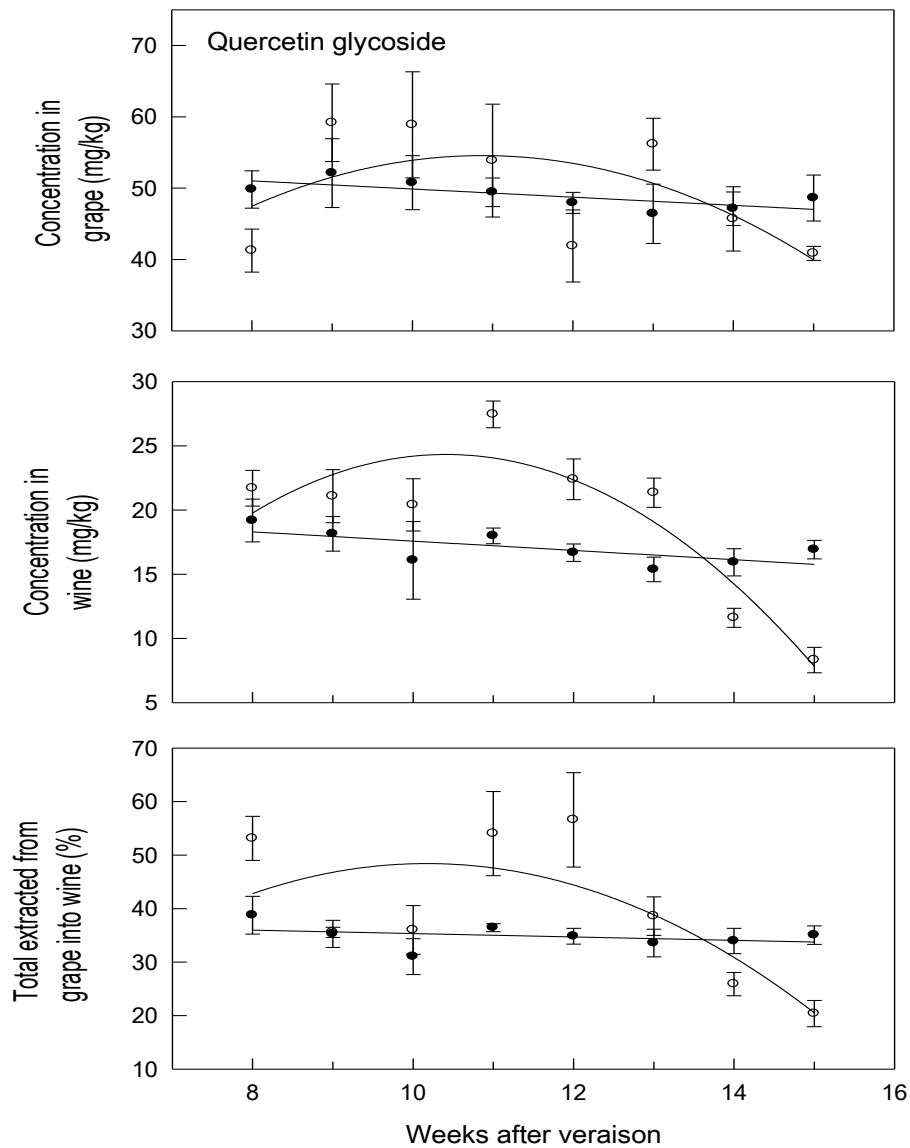 Quercetin glycoside
Concentration in
grape (mg/kg)
70
60
50
40
30
Concentration in
wine (mg/kg)
30
25
20
15
10
5
Total extracted from
grape into wine (%)
70
60
50
40
30
20
10
8 10 12 14 16
Weeks after veraison